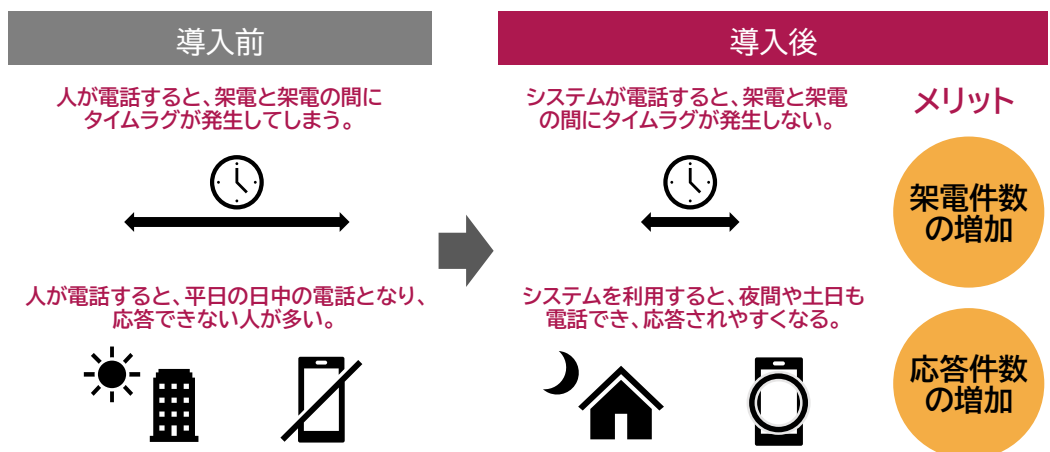 導入前
人が電話すると、架電と架電の間に
タイムラグが発生してしまう。
人が電話すると、平日の日中の電話となり、
応答できない人が多い。
導入後
システムが電話すると、架電と架電
の間にタイムラグが発生しない。
システムを利用すると、夜間や土日も
電話でき、応答されやすくなる。
メリット
架電件数
の増加
応答件数
の増加